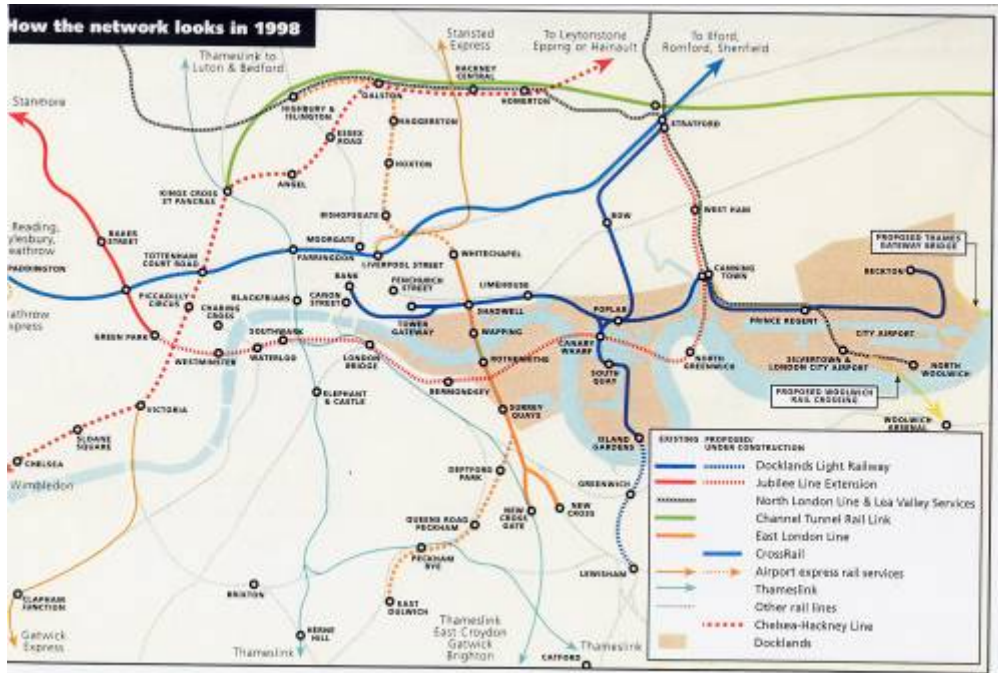 How the network looks in 1998
Stansted
Express
To Leytonstone
Epping or Hainault
To Ilford,
Romford, Shenfield
Thameslink to
Luton & Bedford
HACKNEY
CENTRAL
Stanmore
HIGHBURY &
ISLINGTON
DALSTON
HOMERTON
HAGGERSTON
STRATFORD
ESSEX
ROAD
HOXTON
ANGEL
KINGS CROSS
ST PANCRAS
WEST HAM
BISHOPSGATE
BOW
Reading,
ylesbury,
eathrow
BAKER
STREET
MOORGATE
PROPOSED THAMES
GATEWAY BRIDGE
TOTTENHAM
COURT ROAD
FARRINGDON
LIVERPOOL STREET
WHITECHAPEL
CANNING
TOWN
BECKTON
PADDINGTON
BANK
FENCHURCH
STREET
LIMEHOUSE
PICCADILLY
CIRCUS
BLACKFRIARS
CANON
STREET
SHADWELL
POPLAR
PRINCE REGENT
CHARING
CROSS
TOWER
GATEWAY
eathrow
xpress
GREEN PARK
SOUTHWARK
WAPPING
CANARY
WHARF
CITY AIRPORT
WESTMINSTER
WATERLOO
LONDON
BRIDGE
ROTHERHITHE
NORTH
GREENWICH
SILVERTOWN &
LONDON CITY AIRPORT
NORTH
WOOLWICH
SOUTH
QUAY
BERMONDSEY
ELEPHANT
& CASTLE
PROPOSED WOOLWICH
RAIL CROSSING
VICTORIA
SURREY
QUAYS
WOOLWICH
ARSENAL
SLOANE
SQUARE
ISLAND
GARDENS
CHELSEA
DEPTFORD
PARK
Wimbledon
GREENWICH
NEW
CROSS
GATE
NEW
CROSS
QUEENS ROAD
PECKHAM
PECKHAM
RYE
LEWISHAM
BRIXTON
CLAPHAM
JUNCTION
EAST
DULWICH
HERNE
HILL
Gatwick
Express
Thameslink
Thameslink
East Croydon
Gatwick
Brighton
Thameslink
CATFORD
EXISTING PROPOSED/
UNDER CONSTRUCTION
Docklands Light Railway
Jubilee Line Extension
North London Line & Lea Valley Services
Channel Tunnel Rail Link
East London Line
CrossRail
Airport express rail services
Thameslink
Other rail lines
Chelsea-Hackney Line
Docklands